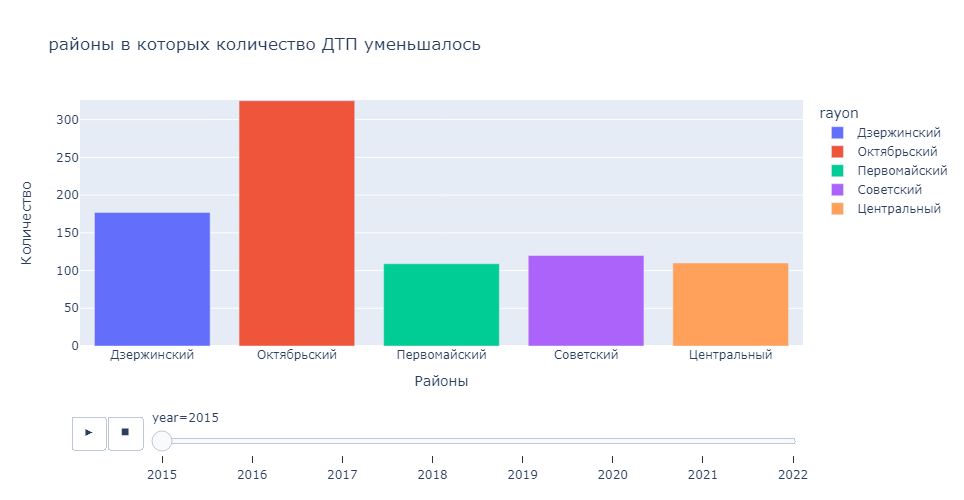 районы в которых количество ДТП уменьшалось
Количество
300
250
200
150
100
50
0
Дзержинский Октябрьский Первомайский Советский Центральный
Районы
rayon
Дзержинский
Октябрьский
Первомайский
Советский
Центральный
year=2015
2015 2016 2017 2018 2019 2020 2021 2022